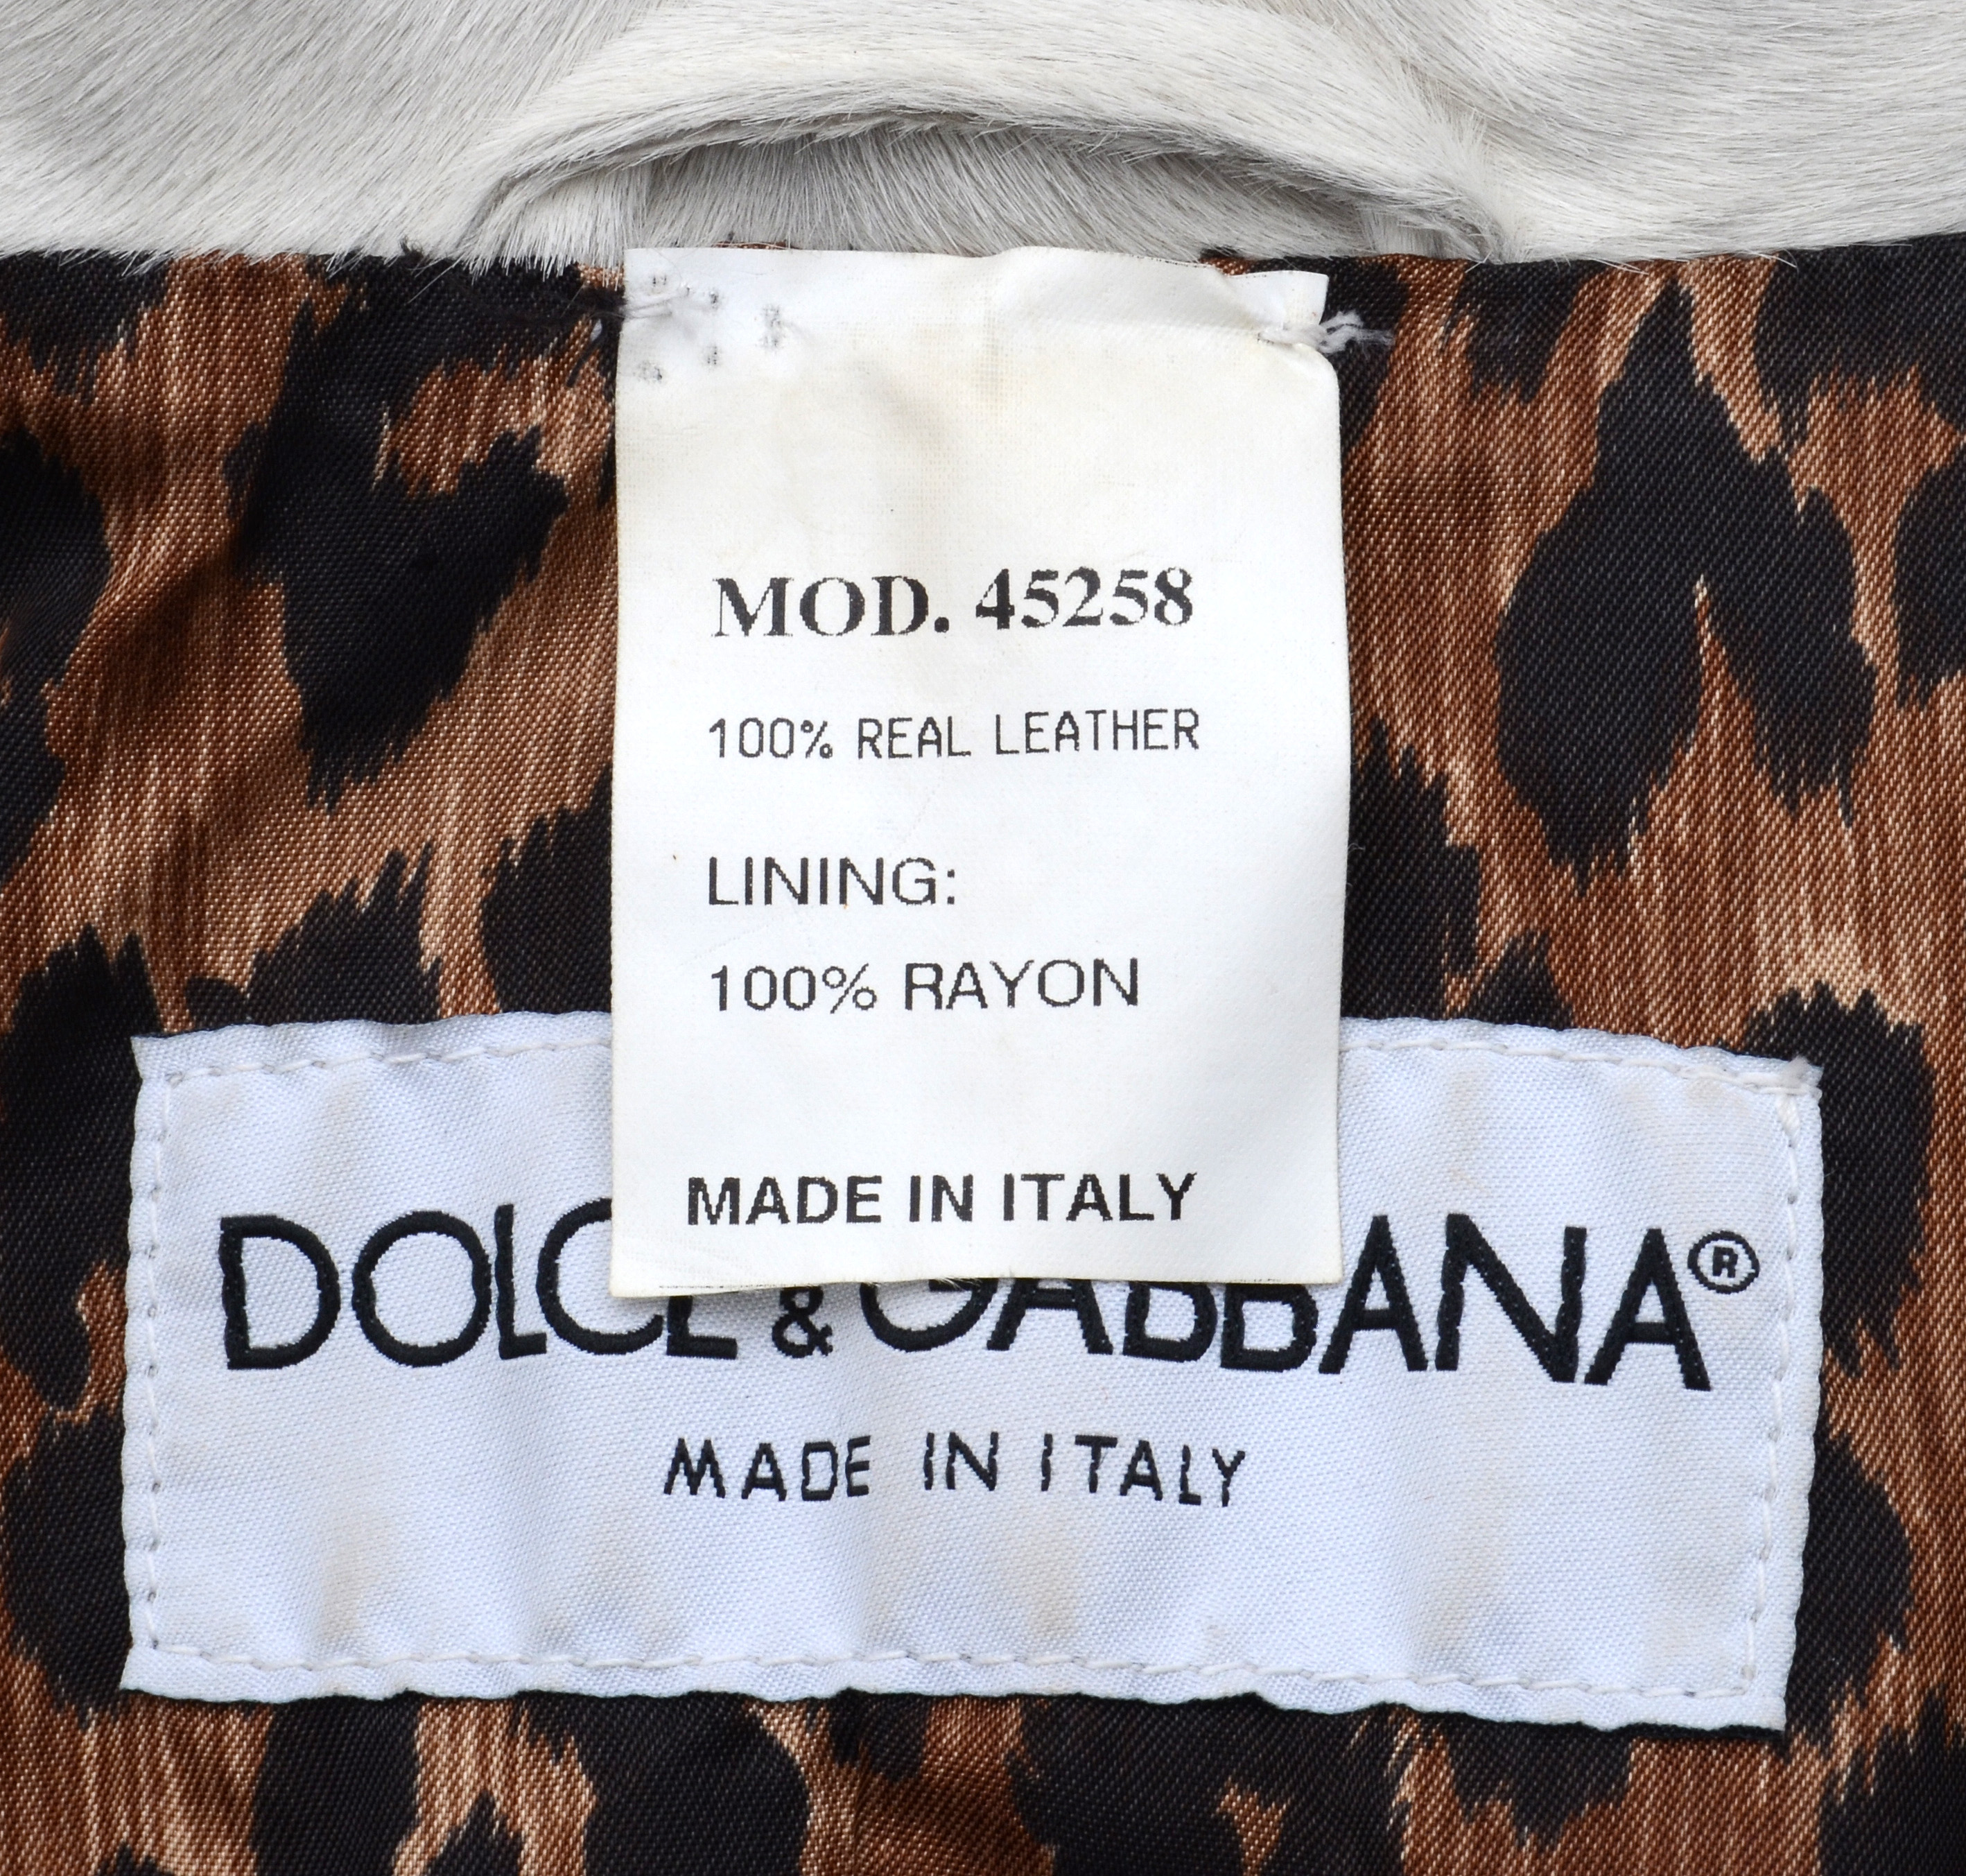 MOD. 45258
100% REAL LEATHER
LINING:
100% RAYON
MADE IN ITALY
DOLCE & GABBANA®
MADE IN ITALY